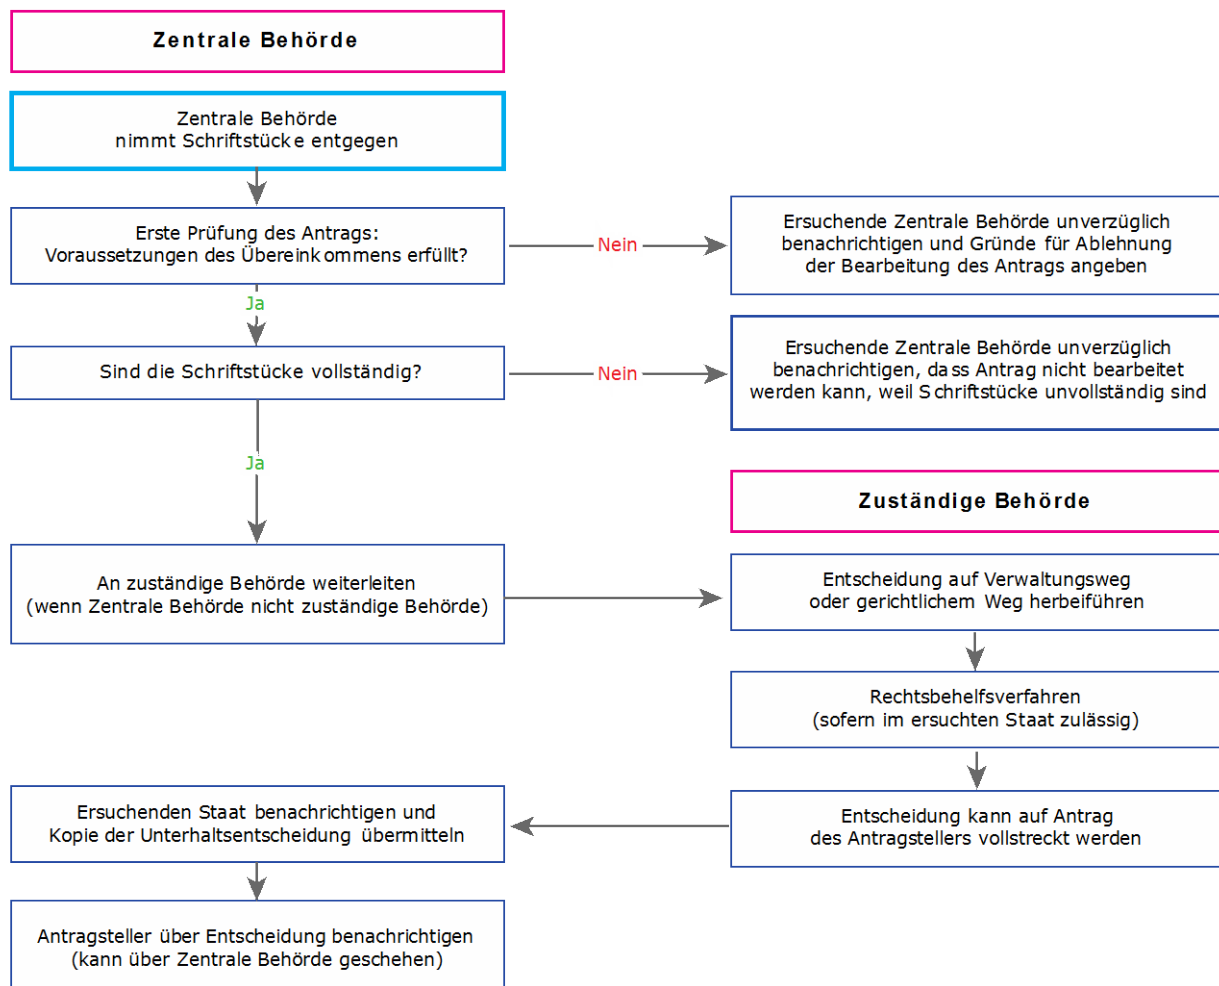 Zentrale Behörde
Zentrale Behörde
nimmt Schriftstücke entgegen
Erste Prüfung des Antrags:
Voraussetzungen des Übereinkommens erfüllt?
Nein
Ersuchende Zentrale Behörde unverzüglich
benachrichtigen und Gründe für Ablehnung
der Bearbeitung des Antrags angeben
Ja
Sind die Schriftstücke vollständig?
Nein
Ersuchende Zentrale Behörde unverzüglich
benachrichtigen, dass Antrag nicht bearbeitet
werden kann, weil Schriftstücke unvollständig sind
Ja
Zuständige Behörde
An zuständige Behörde weiterleiten
(wenn Zentrale Behörde nicht zuständige Behörde)
Entscheidung auf Verwaltungsweg
oder gerichtlichem Weg herbeiführen
Rechtsbehelfsverfahren
(sofern im ersuchten Staat zulässig)
Entscheidung kann auf Antrag
des Antragstellers vollstreckt werden
Ersuchenden Staat benachrichtigen und
Kopie der Unterhaltsentscheidung übermitteln
Antragsteller über Entscheidung benachrichtigen
(kann über Zentrale Behörde geschehen)